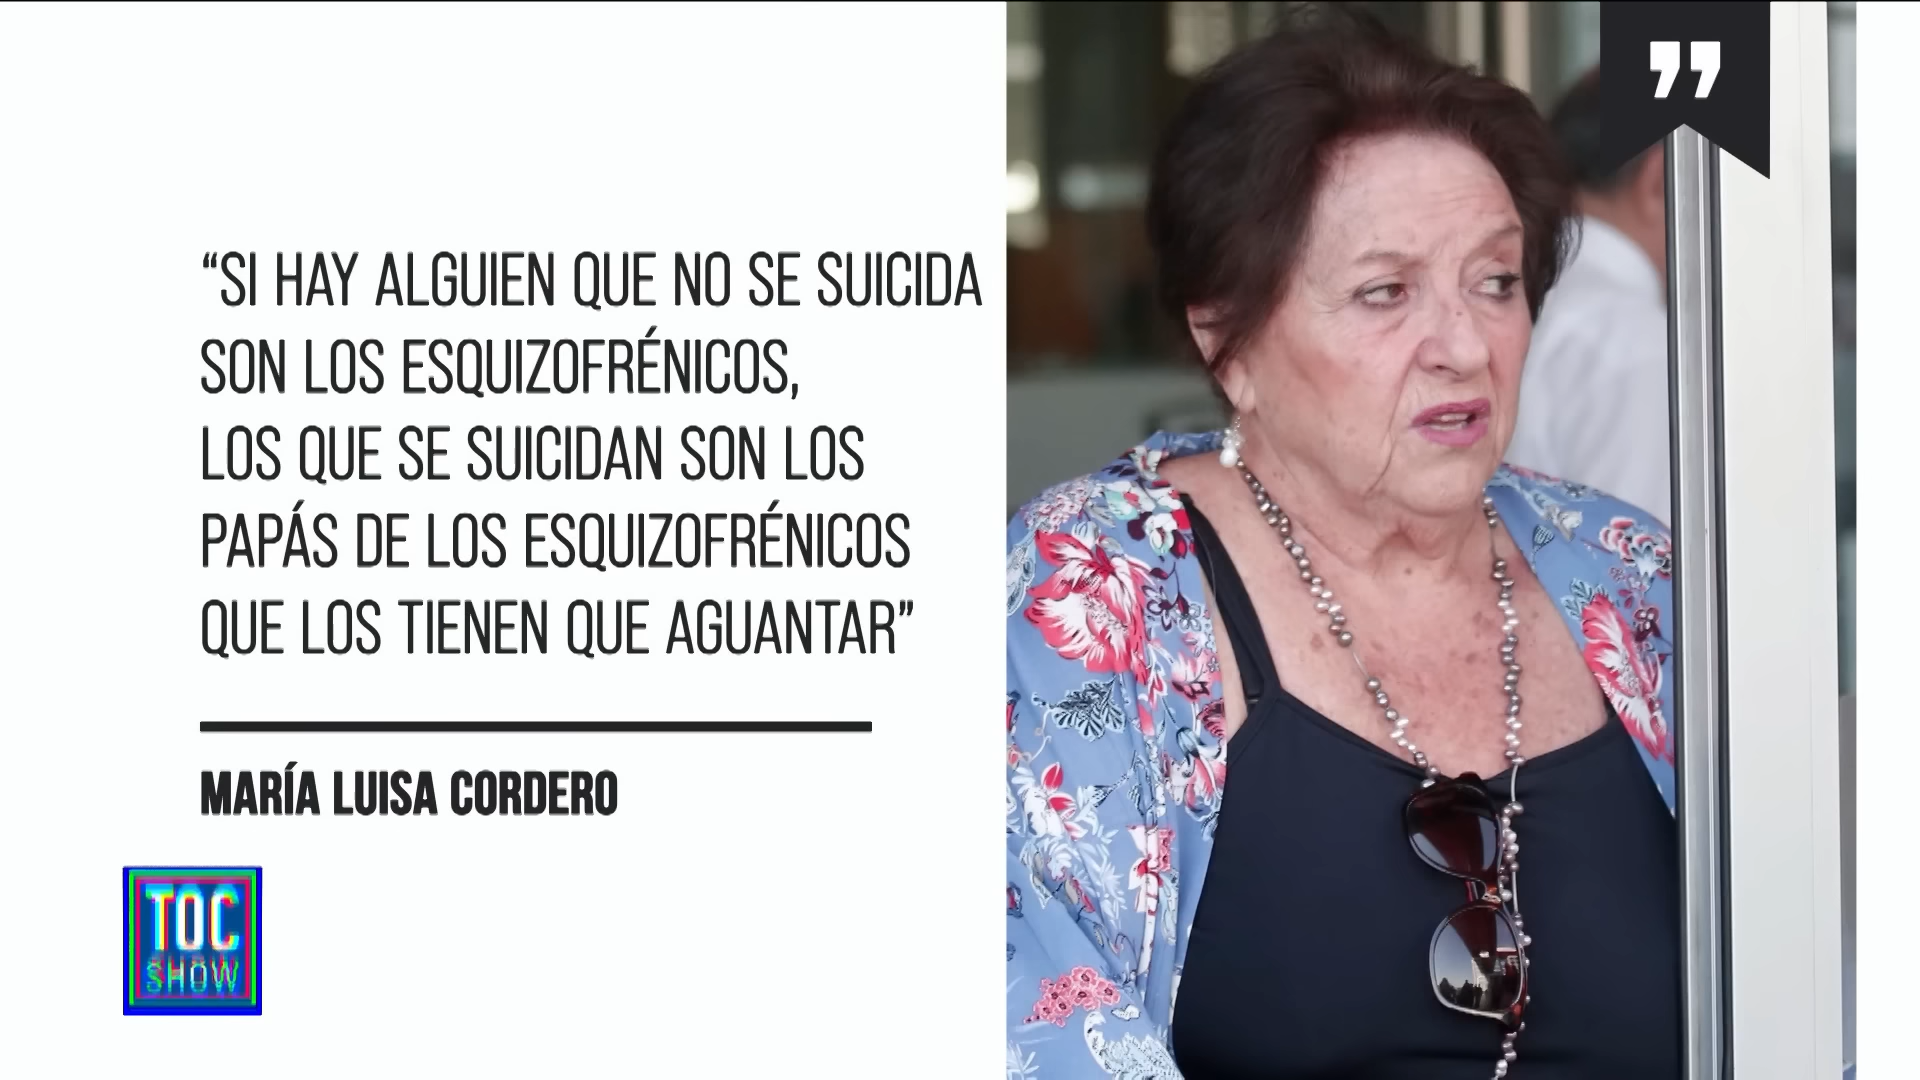 “SI HAY ALGUIEN QUE NO SE SUICIDA
SON LOS ESQUIZOFRÉNICOS,
LOS QUE SE SUICIDAN SON LOS
PAPÁS DE LOS ESQUIZOFRÉNICOS
QUE LOS TIENEN QUE AGUANTAR”
MARÍA LUISA CORDERO
TOC
SHOW